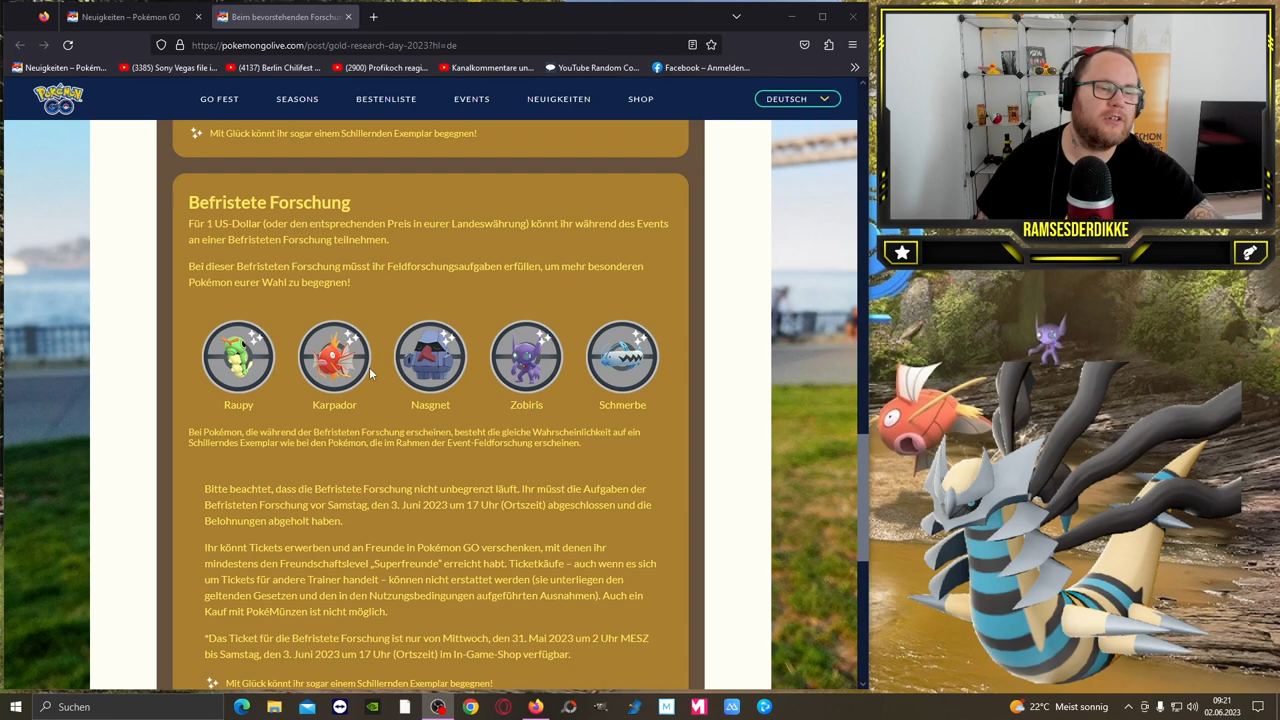 Neuigkeiten – Pokémon GO
Beim bevorstehenden Forschu
https://pokemongolive.com/post/gold-research-day-2023?hl=de
Neuigkeiten – Pokém...
(3385) Sony Vegas file i...
(4137) Berlin Chillfest ...
(2900) Profikoch reagi...
Kanalkommentare un...
YouTube Random Co...
Facebook – Anmelden...
POKÉMON GO
GO FEST
SEASONS
BESTENLISTE
EVENTS
NEUIGKEITEN
SHOP
DEUTSCH
Mit Glück könnt Ihr sogar einem Schillernden Exemplar begegnen!
Befristete Forschung
Für 1 US-Dollar (oder den entsprechenden Preis in eurer Landeswährung) könnt ihr während des Events
an einer Befristeten Forschung teilnehmen.
Bei dieser Befristeten Forschung müsst ihr Feldforschungsaufgaben erfüllen, um mehr besonderen
Pokémon eurer Wahl zu begegnen!
Raupy
Karpador
Nasgnet
Zobiris
Schmerbe
Bei Pokémon, die während der Befristeten Forschung erscheinen, besteht die gleiche Wahrscheinlichkeit auf ein
Schillerndes Exemplar wie bei den Pokémon, die im Rahmen der Event-Feldforschung erscheinen.
Bitte beachtet, dass die Befristete Forschung nicht unbegrenzt läuft. Ihr müsst die Aufgaben der
Befristeten Forschung vor Samstag, den 3. Juni 2023 um 17 Uhr (Ortszeit) abgeschlossen und die
Belohnungen abgeholt haben.
Ihr könnt Tickets erwerben und an Freunde in Pokémon GO verschenken, mit denen ihr
mindestens den Freundschaftslevel „Superfreunde“ erreicht habt. Ticketkäufe – auch wenn es sich
um Tickets für andere Trainer handelt – können nicht erstattet werden (sie unterliegen den
geltenden Gesetzen und den in den Nutzungsbedingungen aufgeführten Ausnahmen). Auch ein
Kauf mit PokéMünzen ist nicht möglich.
*Das Ticket für die Befristete Forschung ist nur von Mittwoch, den 31. Mai 2023 um 2 Uhr MESZ
bis Samstag, den 3. Juni 2023 um 17 Uhr (Ortszeit) im In-Game-Shop verfügbar.
Mit Glück könnt Ihr sogar einem Schillernden Exemplar begegnen!
RAMSESDERDIKKE
Suchen
22°C Meist sonnig
09:21
02.06.2023